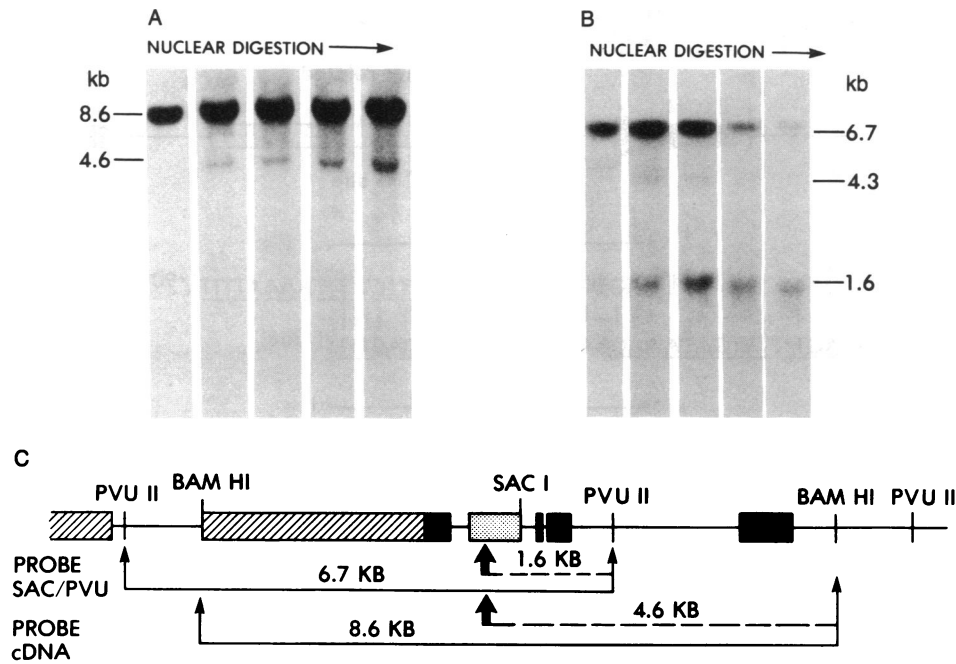 A
NUCLEAR DIGESTION
kb
8.6
4.6
B
NUCLEAR DIGESTION
kb
6.7
4.3
1.6
C
PVU II
BAM HI
SAC I
PVU II
BAM HI
PVU II
PROBE
SAC/PVU
6.7 KB
1.6 KB
PROBE
cDNA
8.6 KB
4.6 KB